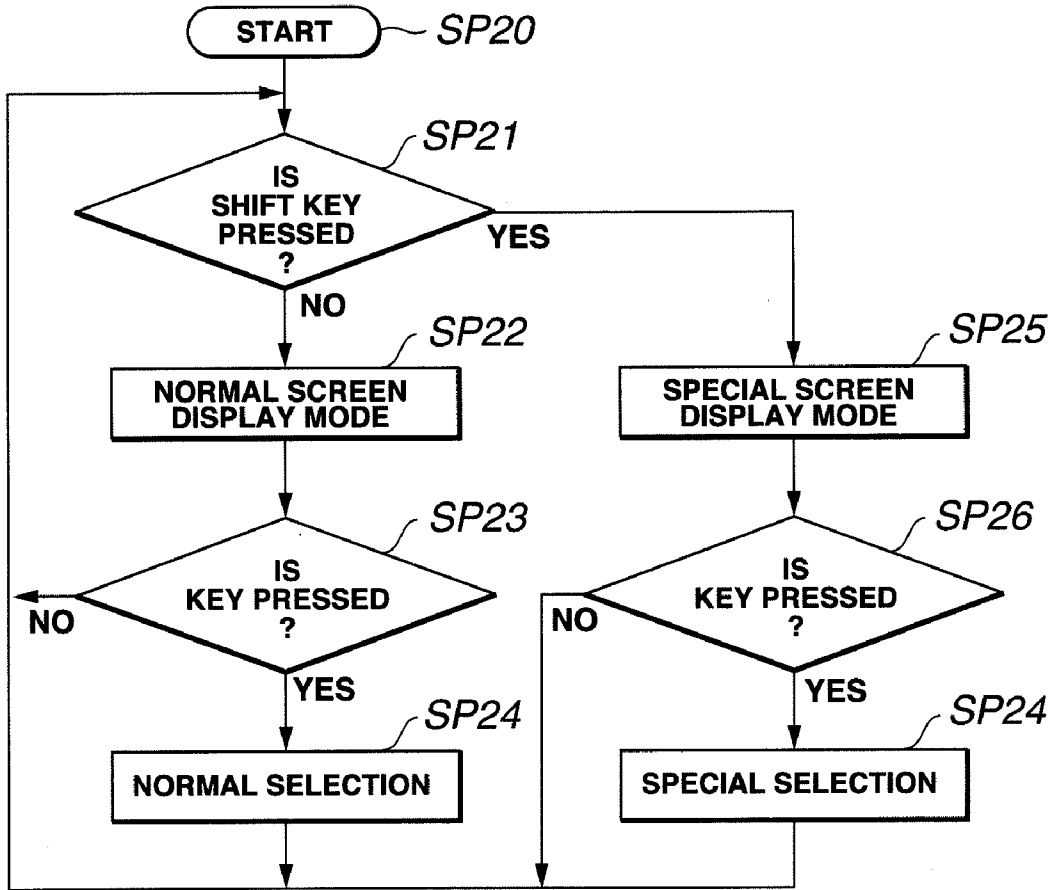 START
SP20
SP21
IS
SHIFT KEY
PRESSED
?
YES
NO
SP22
NORMAL SCREEN
DISPLAY MODE
SP25
SPECIAL SCREEN
DISPLAY MODE
SP23
IS
KEY PRESSED
?
NO
YES
SP26
IS
KEY PRESSED
?
NO
YES
SP24
NORMAL SELECTION
SP24
SPECIAL SELECTION